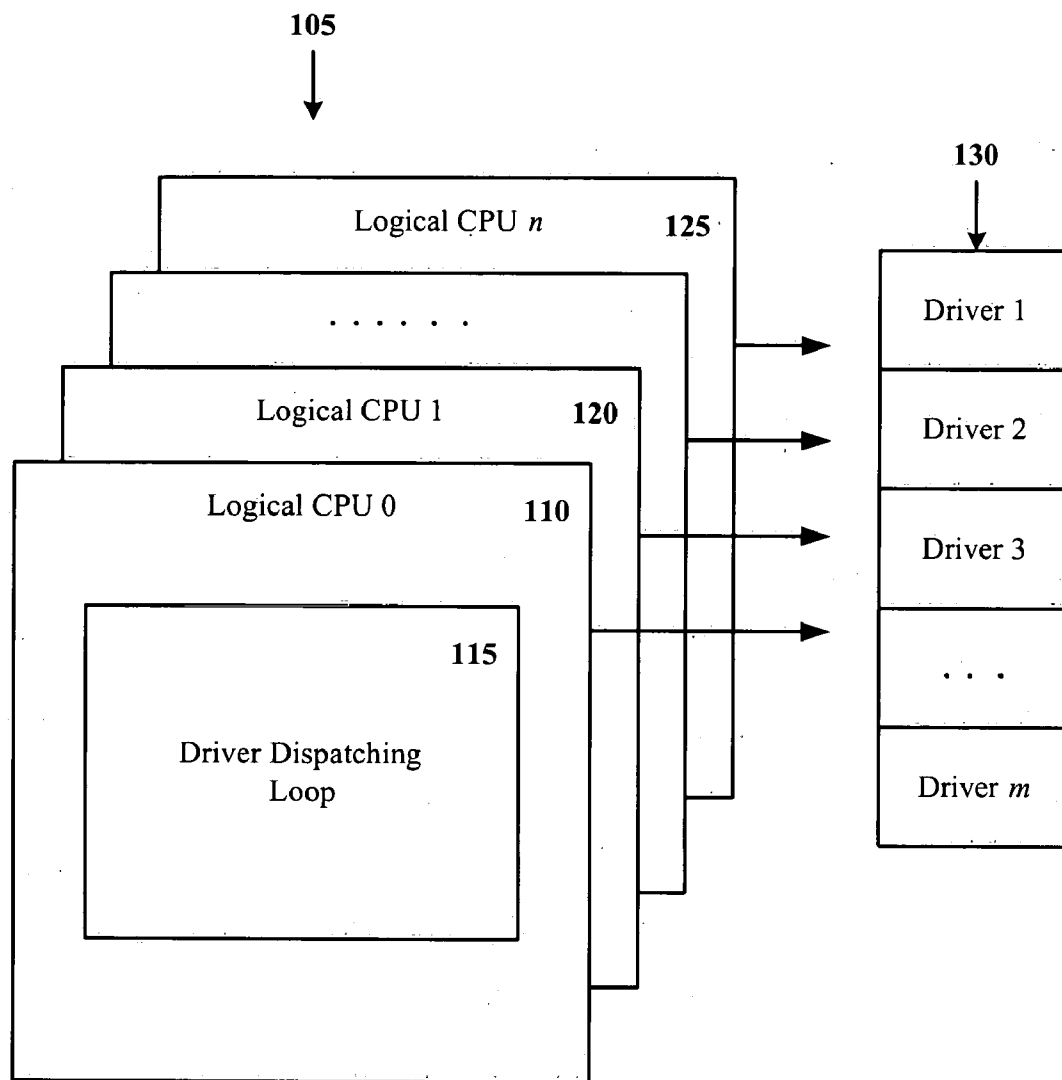 105
130
Logical CPU n
125
. . . . . .
Logical CPU 1
120
Logical CPU 0
110
115
Driver Dispatching
Loop
Driver 1
Driver 2
Driver 3
. . .
Driver m